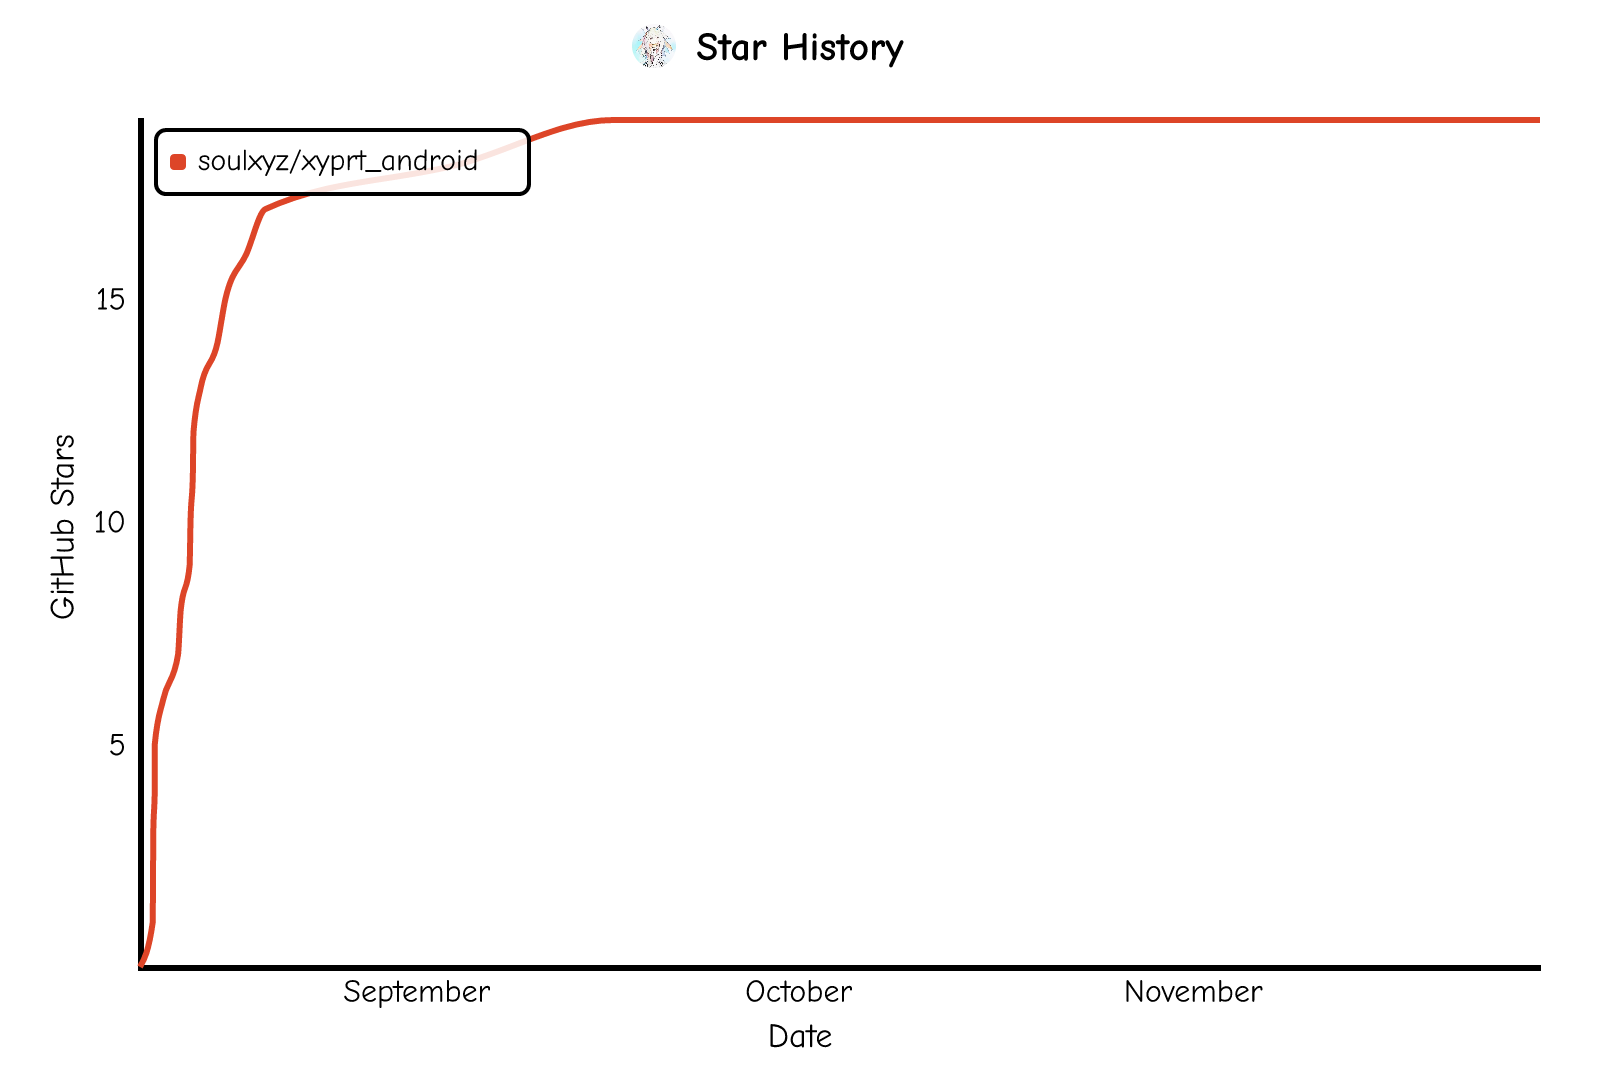 Star History
soulxyz/xyprt_android
15
10
5
GitHub Stars
September
October
November
Date